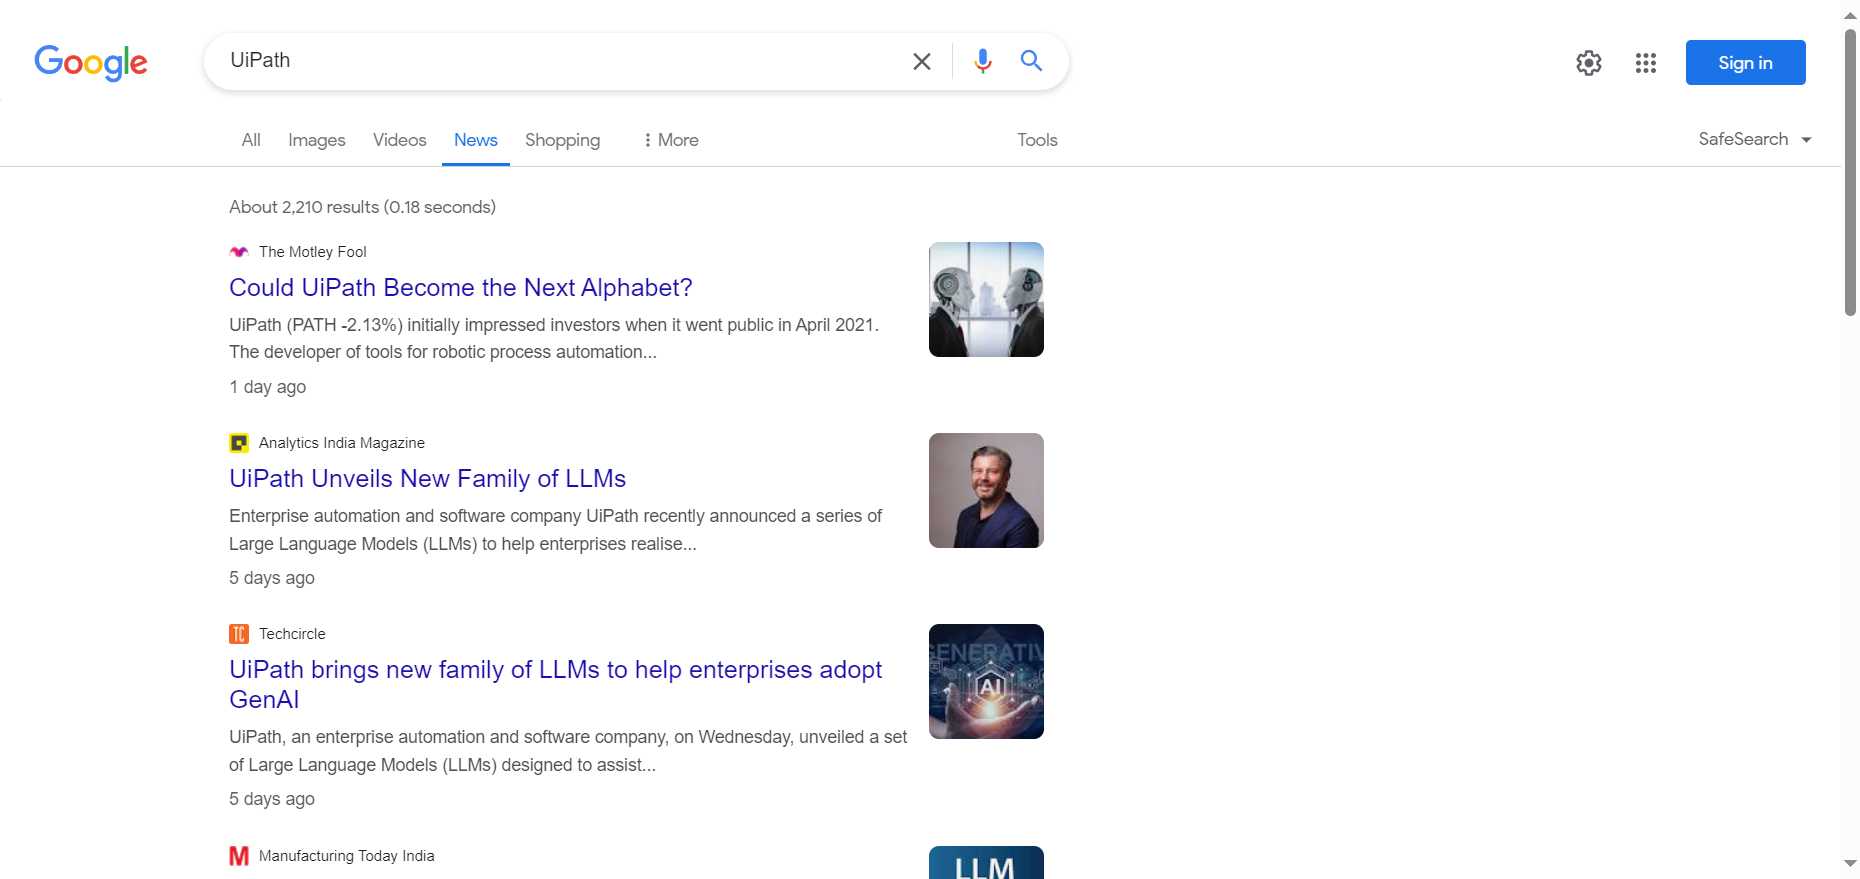 Google
UiPath
Sign in
All
Images
Videos
News
Shopping
More
Tools
SafeSearch
About 2,210 results (0.18 seconds)
The Motley Fool
Could UiPath Become the Next Alphabet?
UiPath (PATH -2.13%) initially impressed investors when it went public in April 2021.
The developer of tools for robotic process automation...
1 day ago
Analytics India Magazine
UiPath Unveils New Family of LLMs
Enterprise automation and software company UiPath recently announced a series of
Large Language Models (LLMs) to help enterprises realise...
5 days ago
TC
Techcircle
UiPath brings new family of LLMs to help enterprises adopt
GenAI
UiPath, an enterprise automation and software company, on Wednesday, unveiled a set
of Large Language Models (LLMs) designed to assist...
5 days ago
GENERATIV
AI
M
Manufacturing Today India
LLM